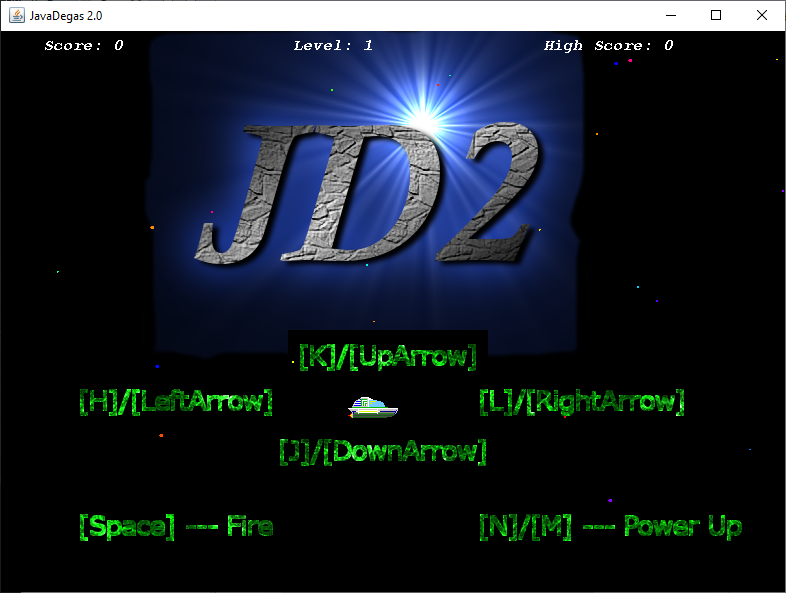 JavaDegas 2.0
Score: 0 Level: 1 High Score: 0
JD2
[K]/[UpArrow]
[H]/[LeftArrow] [L]/[RightArrow]
[J]/[DownArrow]
[Space] --- Fire [N]/[M] --- Power Up